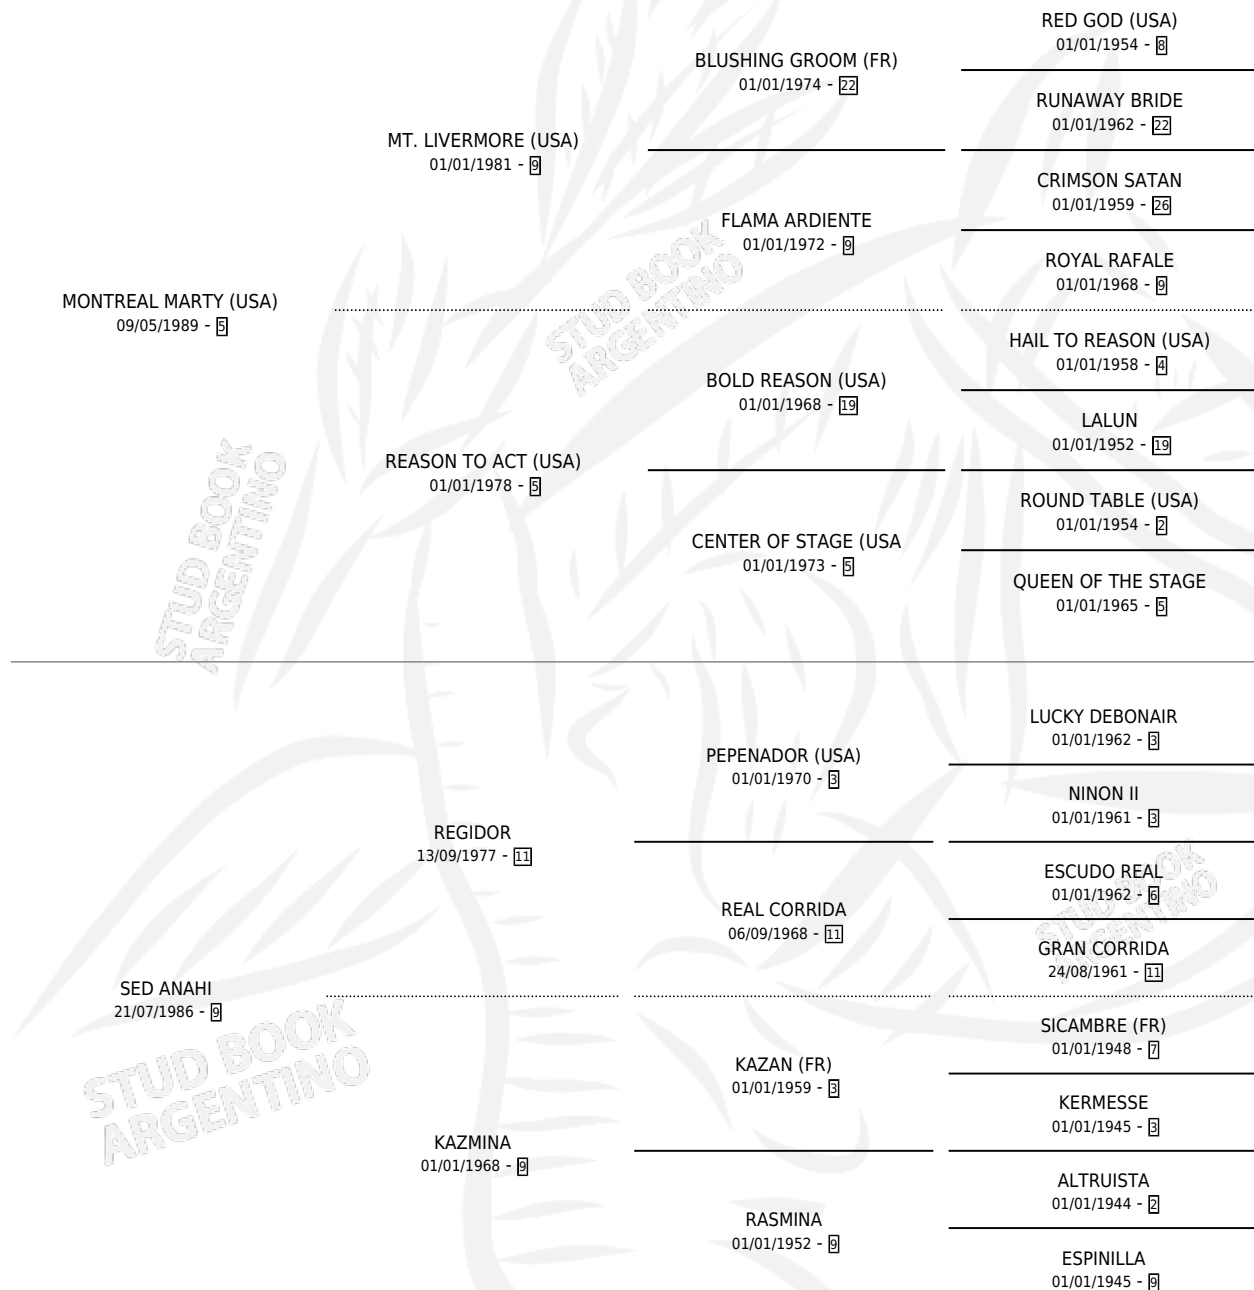 RED GOD (USA)
01/01/1954 - 8
BLUSHING GROOM (FR)
01/01/1974 - 22
RUNAWAY BRIDE
01/01/1962 - 22
MT. LIVERMORE (USA)
01/01/1981 - 9
CRIMSON SATAN
01/01/1959 - 26
FLAMA ARDIENTE
01/01/1972 - 9
ROYAL RAFALE
01/01/1968 - 9
MONTREAL MARTY (USA)
09/05/1989 - 5
HAIL TO REASON (USA)
01/01/1958 - 4
BOLD REASON (USA)
01/01/1968 - 19
LALUN
01/01/1952 - 19
REASON TO ACT (USA)
01/01/1978 - 5
ROUND TABLE (USA)
01/01/1954 - 2
CENTER OF STAGE (USA
01/01/1973 - 5
QUEEN OF THE STAGE
01/01/1965 - 5
LUCKY DEBONAIR
01/01/1962 - 3
PEPENADOR (USA)
01/01/1970 - 3
NINON II
01/01/1961 - 3
REGIDOR
13/09/1977 - 11
ESCUDO REAL
01/01/1962 - 6
REAL CORRIDA
06/09/1968 - 11
GRAN CORRIDA
24/08/1961 - 11
SED ANAHI
21/07/1986 - 9
SICAMBRE (FR)
01/01/1948 - 7
KAZAN (FR)
01/01/1959 - 3
KERMESSE
01/01/1945 - 3
KAZMINA
01/01/1968 - 9
ALTRUISTA
01/01/1944 - 2
RASMINA
01/01/1952 - 9
ESPINILLA
01/01/1945 - 9
STUD BOOK
ARGENTINO
STUD BOOK
ARGENTINO
STUD BOOK
ARGENTINO
STUD BOOK
ARGENTINO